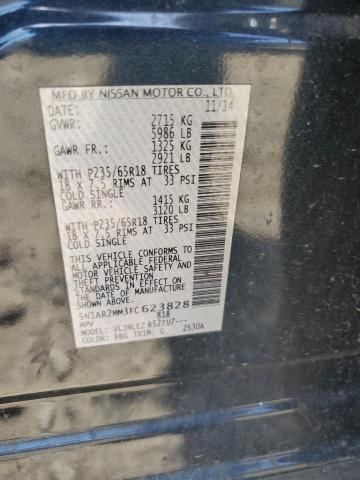 MFD BY NISSAN MOTOR CO., LTD.
DATE: 11/14
GVWR: 2715 KG
5986 LB
GAWR FR.: 1325 KG
2921 LB
WITH P235/65R18 TIRES
18 X 7.5 RIMS AT 33 PSI
COLD SINGLE
GAWR RR.: 1415 KG
3120 LB
WITH P235/65R18 TIRES
18 X 7.5 RIMS AT 33 PSI
COLD SINGLE
THIS VEHICLE CONFORMS
TO ALL APPLICABLE FEDERAL
MOTOR VEHICLE SAFETY AND
THEFT PREVENTION
STANDARDS IN EFFECT ON THE
DATE OF MANUFACTURE
5N1AR2MM3FC623828
MPV 818
MODEL: VLJNLEZ R52EU7---
COLOR: RBG TRIM: G ZS30A